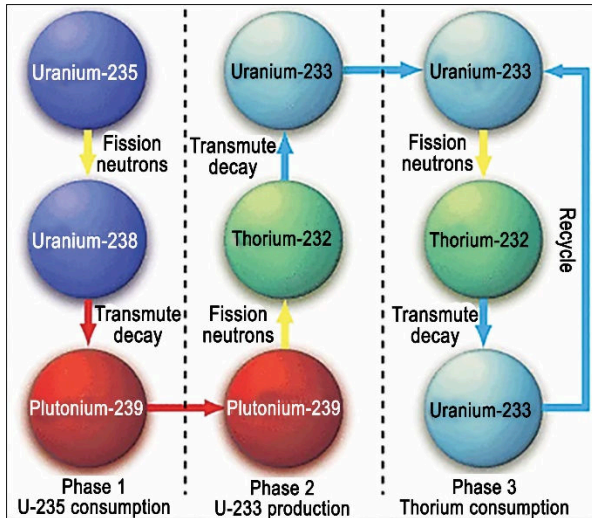 Uranium-235
Fission
neutrons
Uranium-238
Transmute
decay
Plutonium-239
Phase 1
U-235 consumption
Uranium-233
Transmute
decay
Thorium-232
Fission
neutrons
Plutonium-239
Phase 2
U-233 production
Uranium-233
Fission
neutrons
Thorium-232
Transmute
decay
Uranium-233
Recycle
Phase 3
Thorium consumption